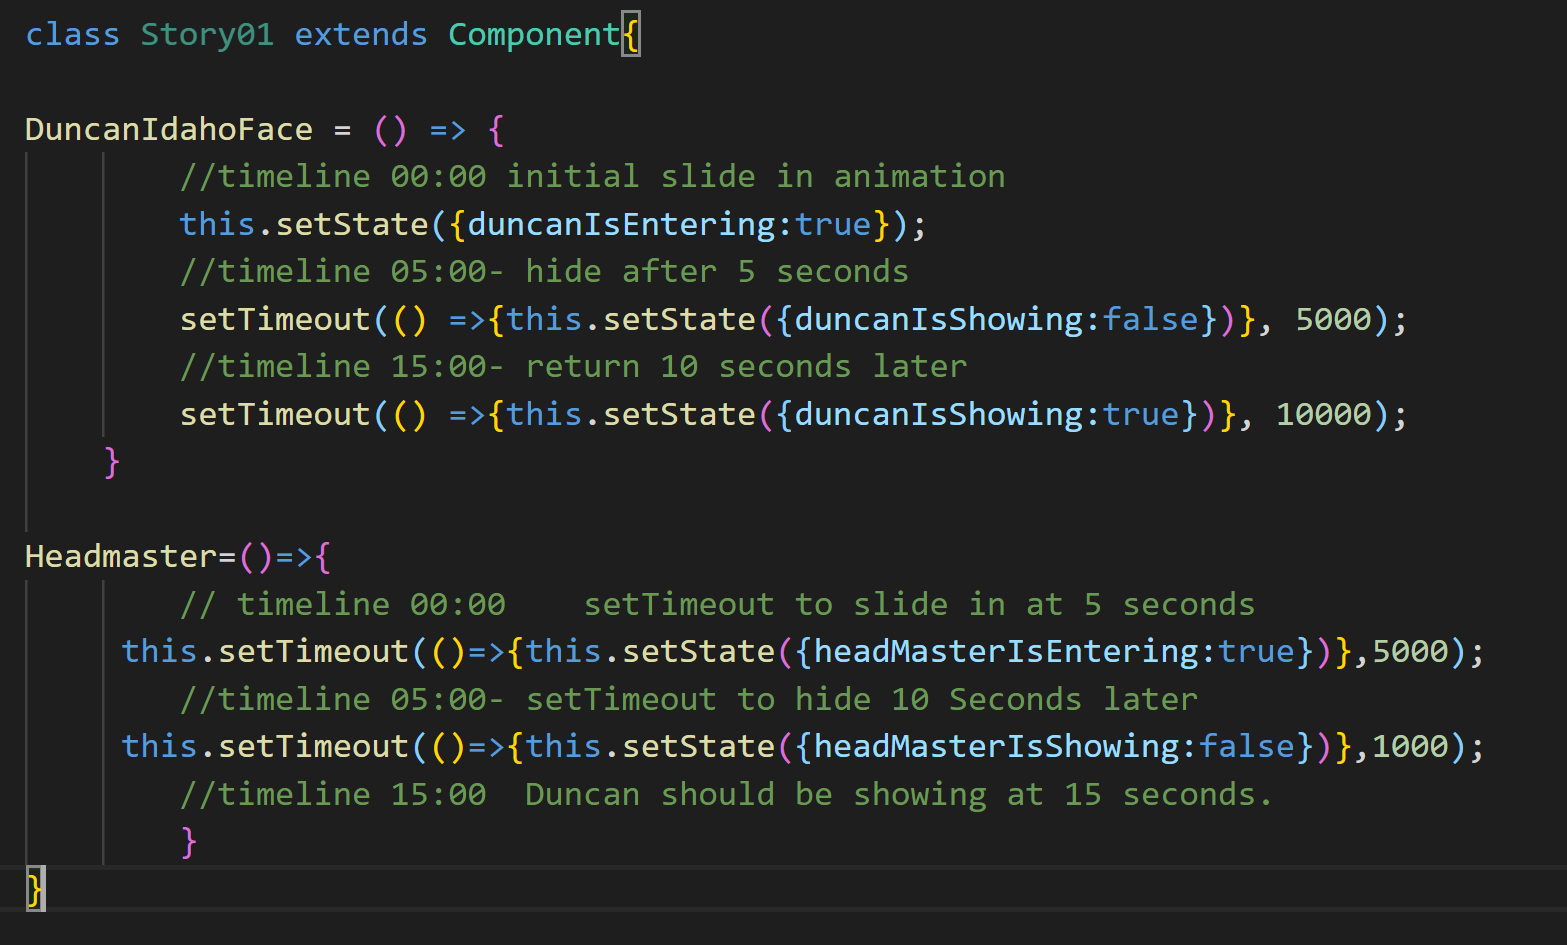 class Story01 extends Component{
DuncanIdahoFace = () => {
//timeline 00:00 initial slide in animation
this.setState({duncanIsEntering:true});
//timeline 05:00- hide after 5 seconds
setTimeout(() =>{this.setState({duncanIsShowing:false})}, 5000);
//timeline 15:00- return 10 seconds later
setTimeout(() =>{this.setState({duncanIsShowing:true})}, 10000);
}
Headmaster=()=>{
// timeline 00:00    setTimeout to slide in at 5 seconds
this.setTimeout(()=>{this.setState({headMasterIsEntering:true})},5000);
//timeline 05:00- setTimeout to hide 10 Seconds later
this.setTimeout(()=>{this.setState({headMasterIsShowing:false})},1000);
//timeline 15:00  Duncan should be showing at 15 seconds.
}
}